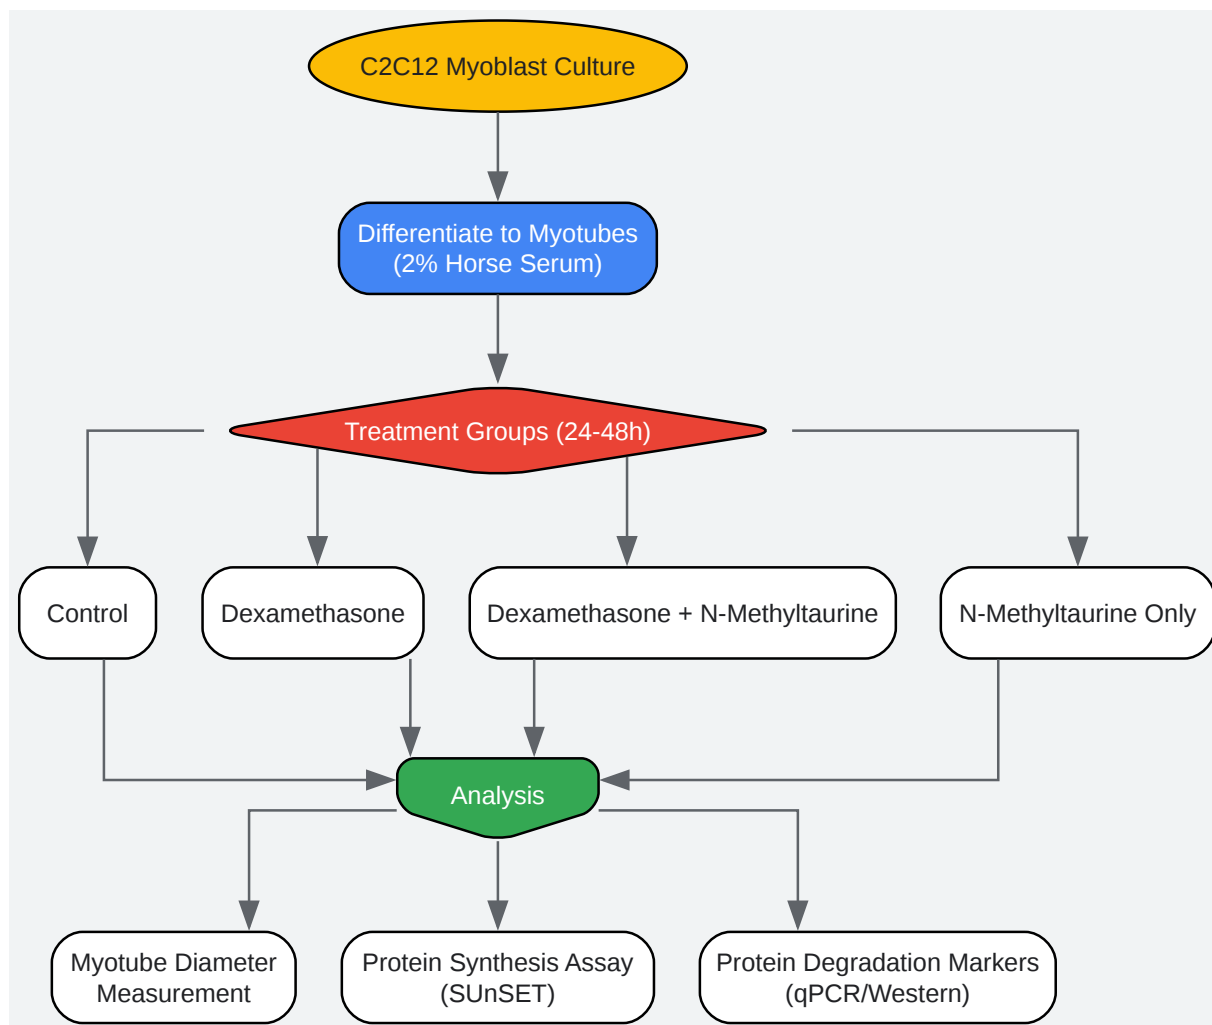 C2C12 Myoblast Culture
Differentiate to Myotubes
(2% Horse Serum)
Treatment Groups (24-48h)
Control
Dexamethasone
Dexamethasone + N-Methyltaurine
N-Methyltaurine Only
Analysis
Myotube Diameter
Measurement
Protein Synthesis Assay
(SUnSET)
Protein Degradation Markers
(qPCR/Western)